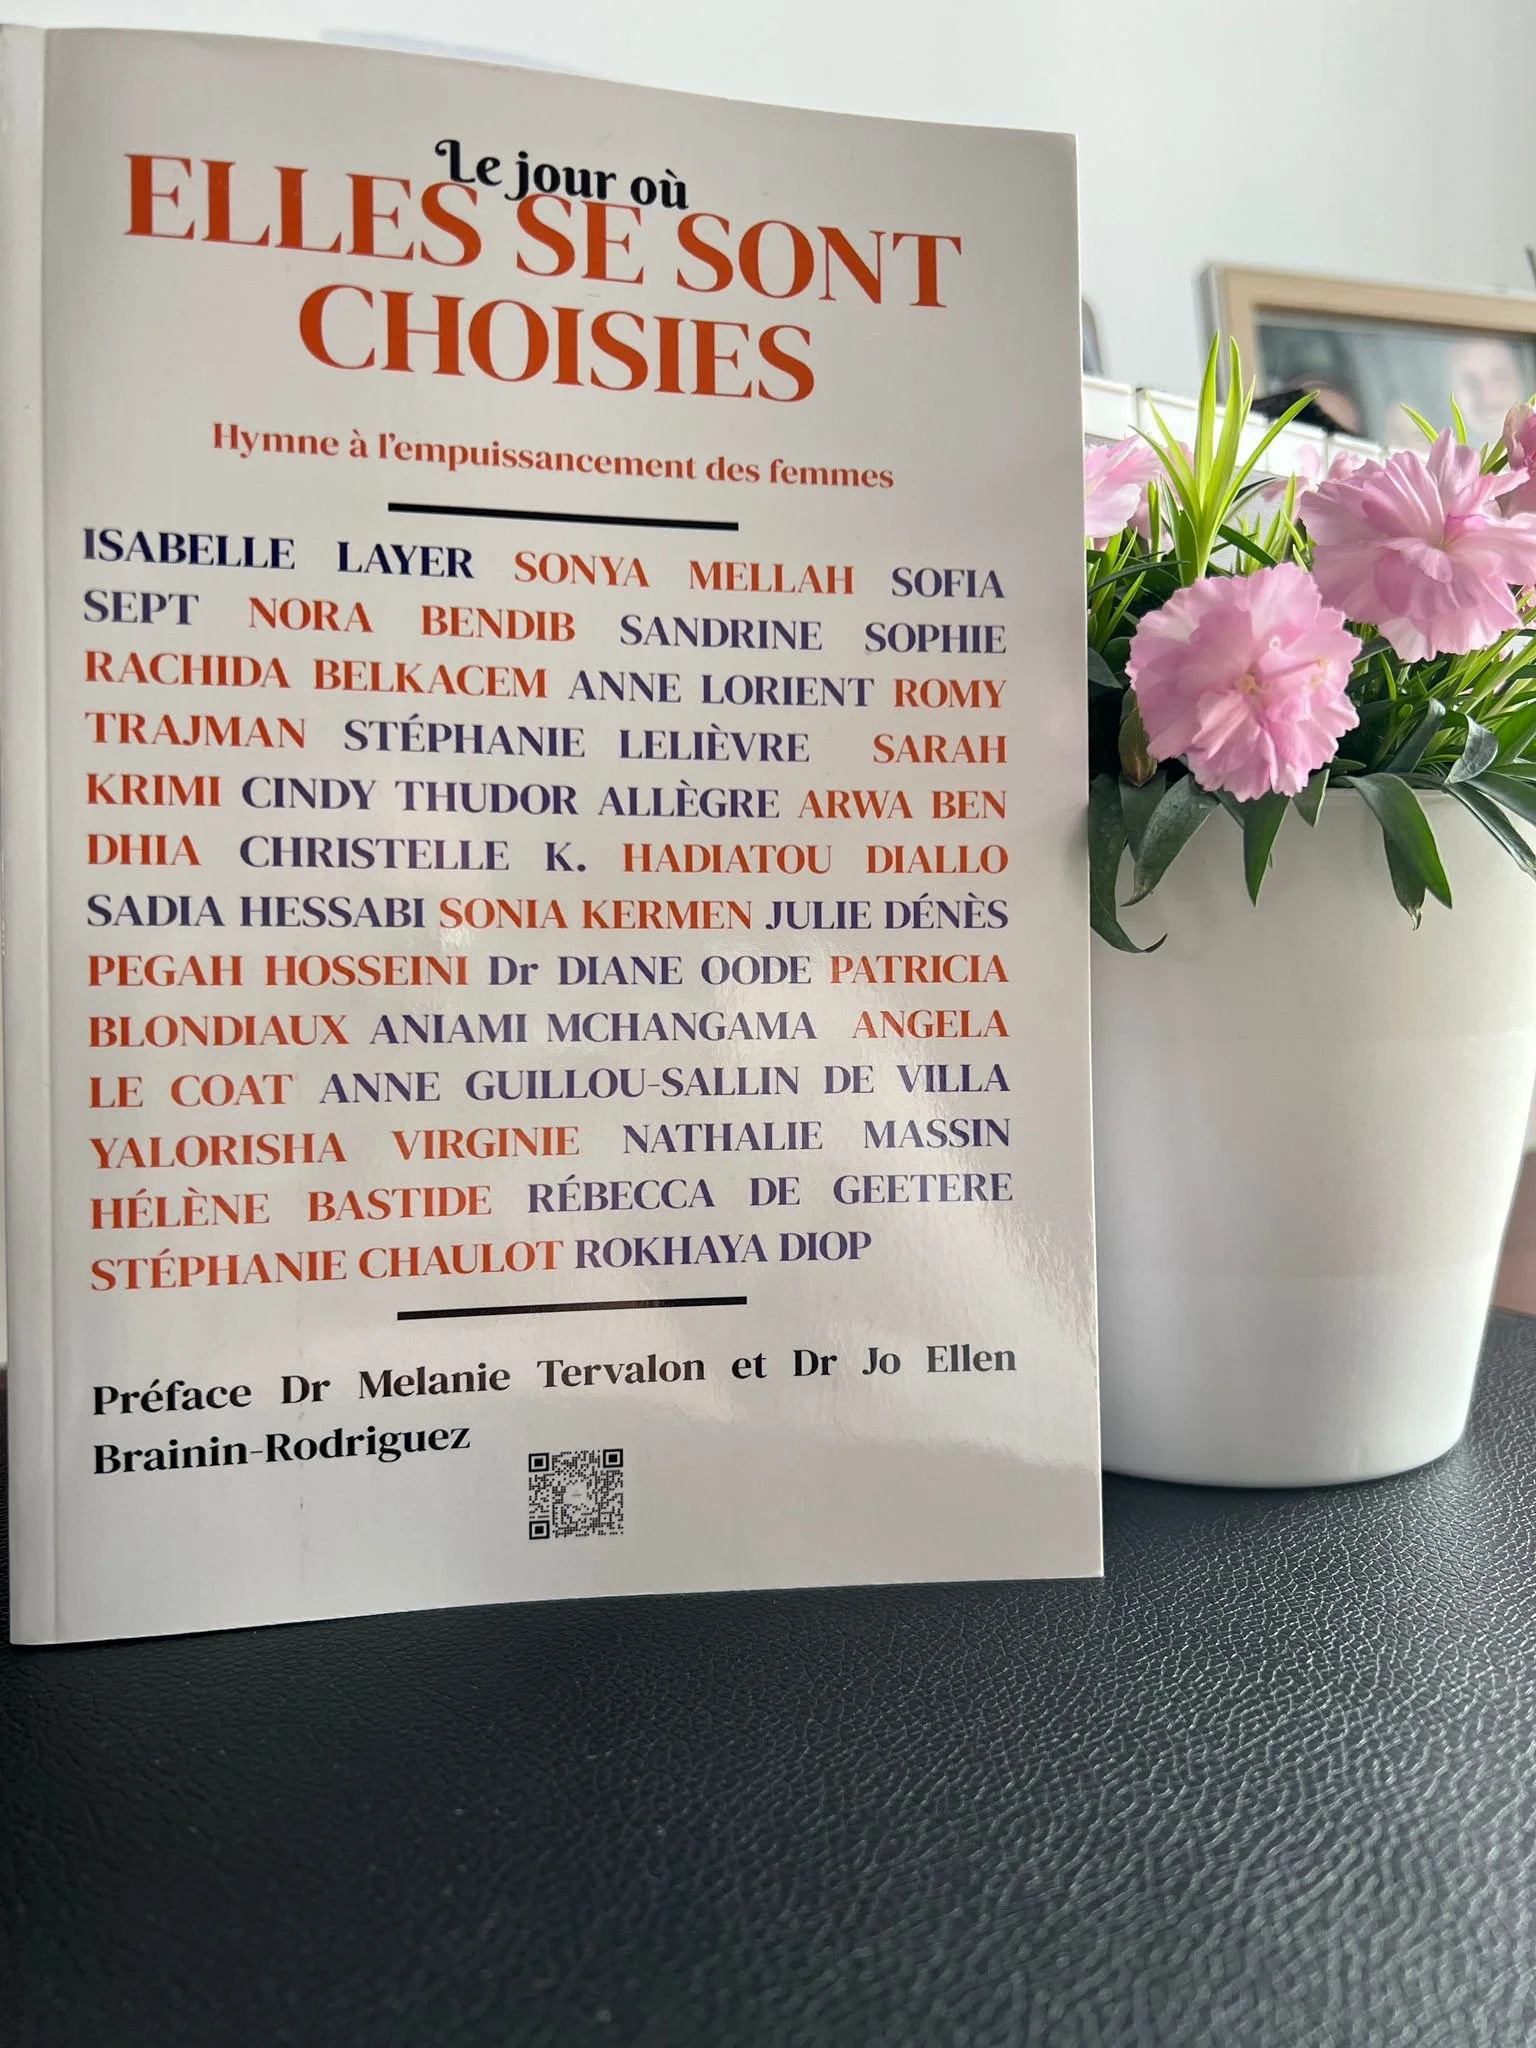 Le jour où
ELLES SE SONT
CHOISIES
Hymne à l'empuissancement des femmes
ISABELLE LAYER SONYA MELLAH SOFIA
SEPT NORA BENDIB SANDRINE SOPHIE
RACHIDA BELKACEM ANNE LORIENT ROMY
TRAJMAN STÉPHANIE LELIÈVRE SARAH
KRIMI CINDY THUDOR ALLÈGRE ARWA BEN
DHIA CHRISTELLE K. HADIATOU DIALLO
SADIA HESSABI SONIA KERMEN JULIE DÉNÈS
PEGAH HOSSEINI Dr DIANE OODE PATRICIA
BLONDIAUX ANIAMI MCHANGAMA ANGELA
LE COAT ANNE GUILLOU-SALLIN DE VILLA
YALORISHA VIRGINIE NATHALIE MASSIN
HÉLÈNE BASTIDE RÉBECCA DE GEETERE
STÉPHANIE CHAULOT ROKHAYA DIOP
Préface Dr Melanie Tervalon et Dr Jo Ellen
Brainin-Rodriguez